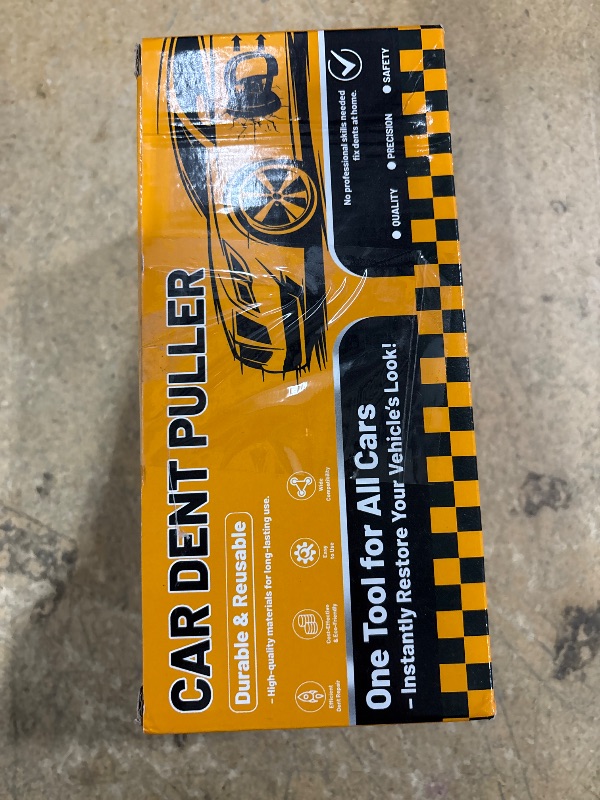 CAR DENT PULLER
Durable & Reusable
– High-quality materials for long-lasting use.
Efficient
Dent Repair
Cost-Effective
& Eco-Friendly
Easy
to Use
Wide
Compatibility
One Tool for All Cars
– Instantly Restore Your Vehicle's Look!
No professional skills needed
fix dents at home.
● QUALITY ● PRECISION ● SAFETY